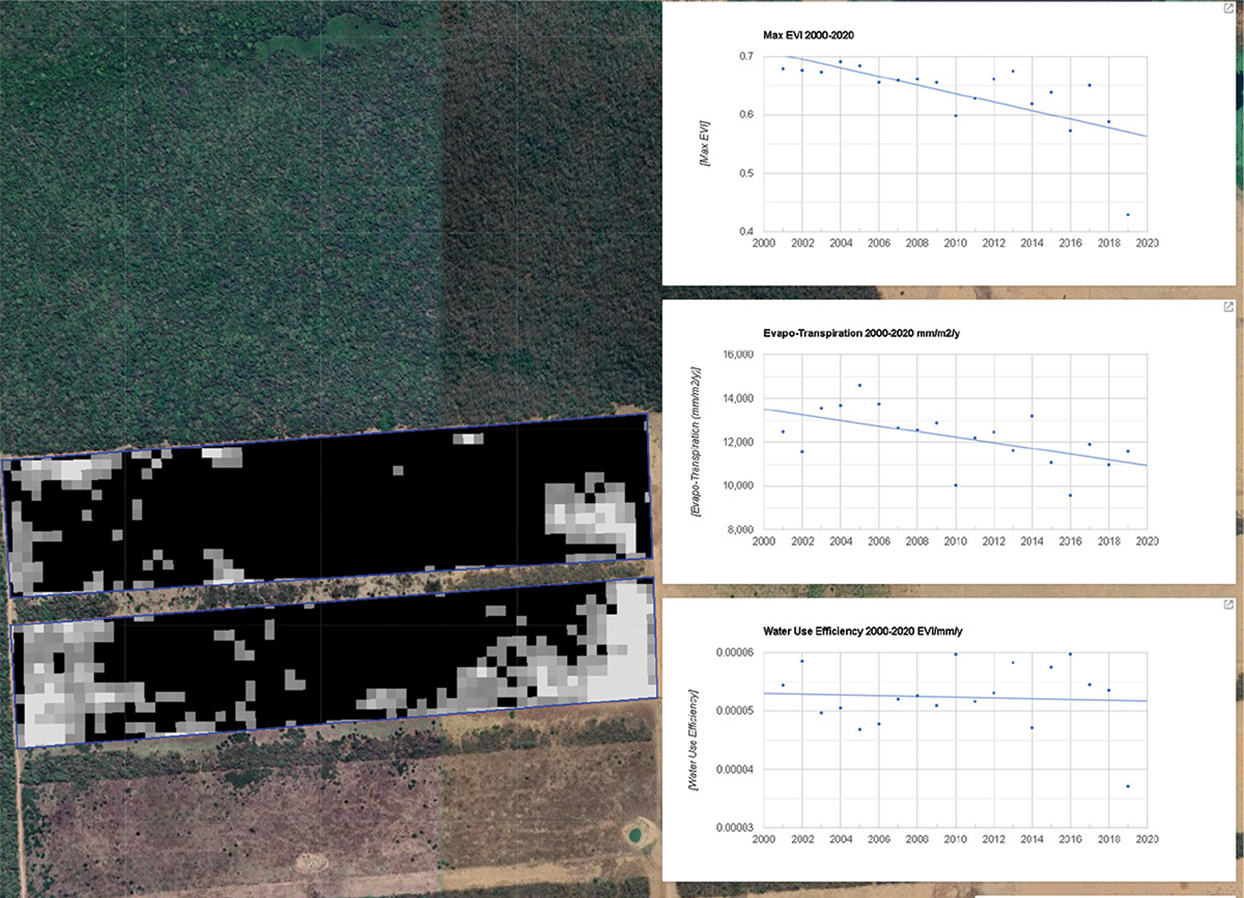 Max EVI 2000-2020
[Max EVI]
0.7
0.6
0.5
0.4
2000 2002 2004 2006 2008 2010 2012 2014 2016 2018 2020
Evapo-Transpiration 2000-2020 mm/m2/y
[Evapo-Transpiration (mm/m2/y)]
16,000
14,000
12,000
10,000
8,000
2000 2002 2004 2006 2008 2010 2012 2014 2016 2018 2020
Water Use Efficiency 2000-2020 EVI/mm/y
[Water Use Efficiency]
0.00006
0.00005
0.00004
0.00003
2000 2002 2004 2006 2008 2010 2012 2014 2016 2018 2020